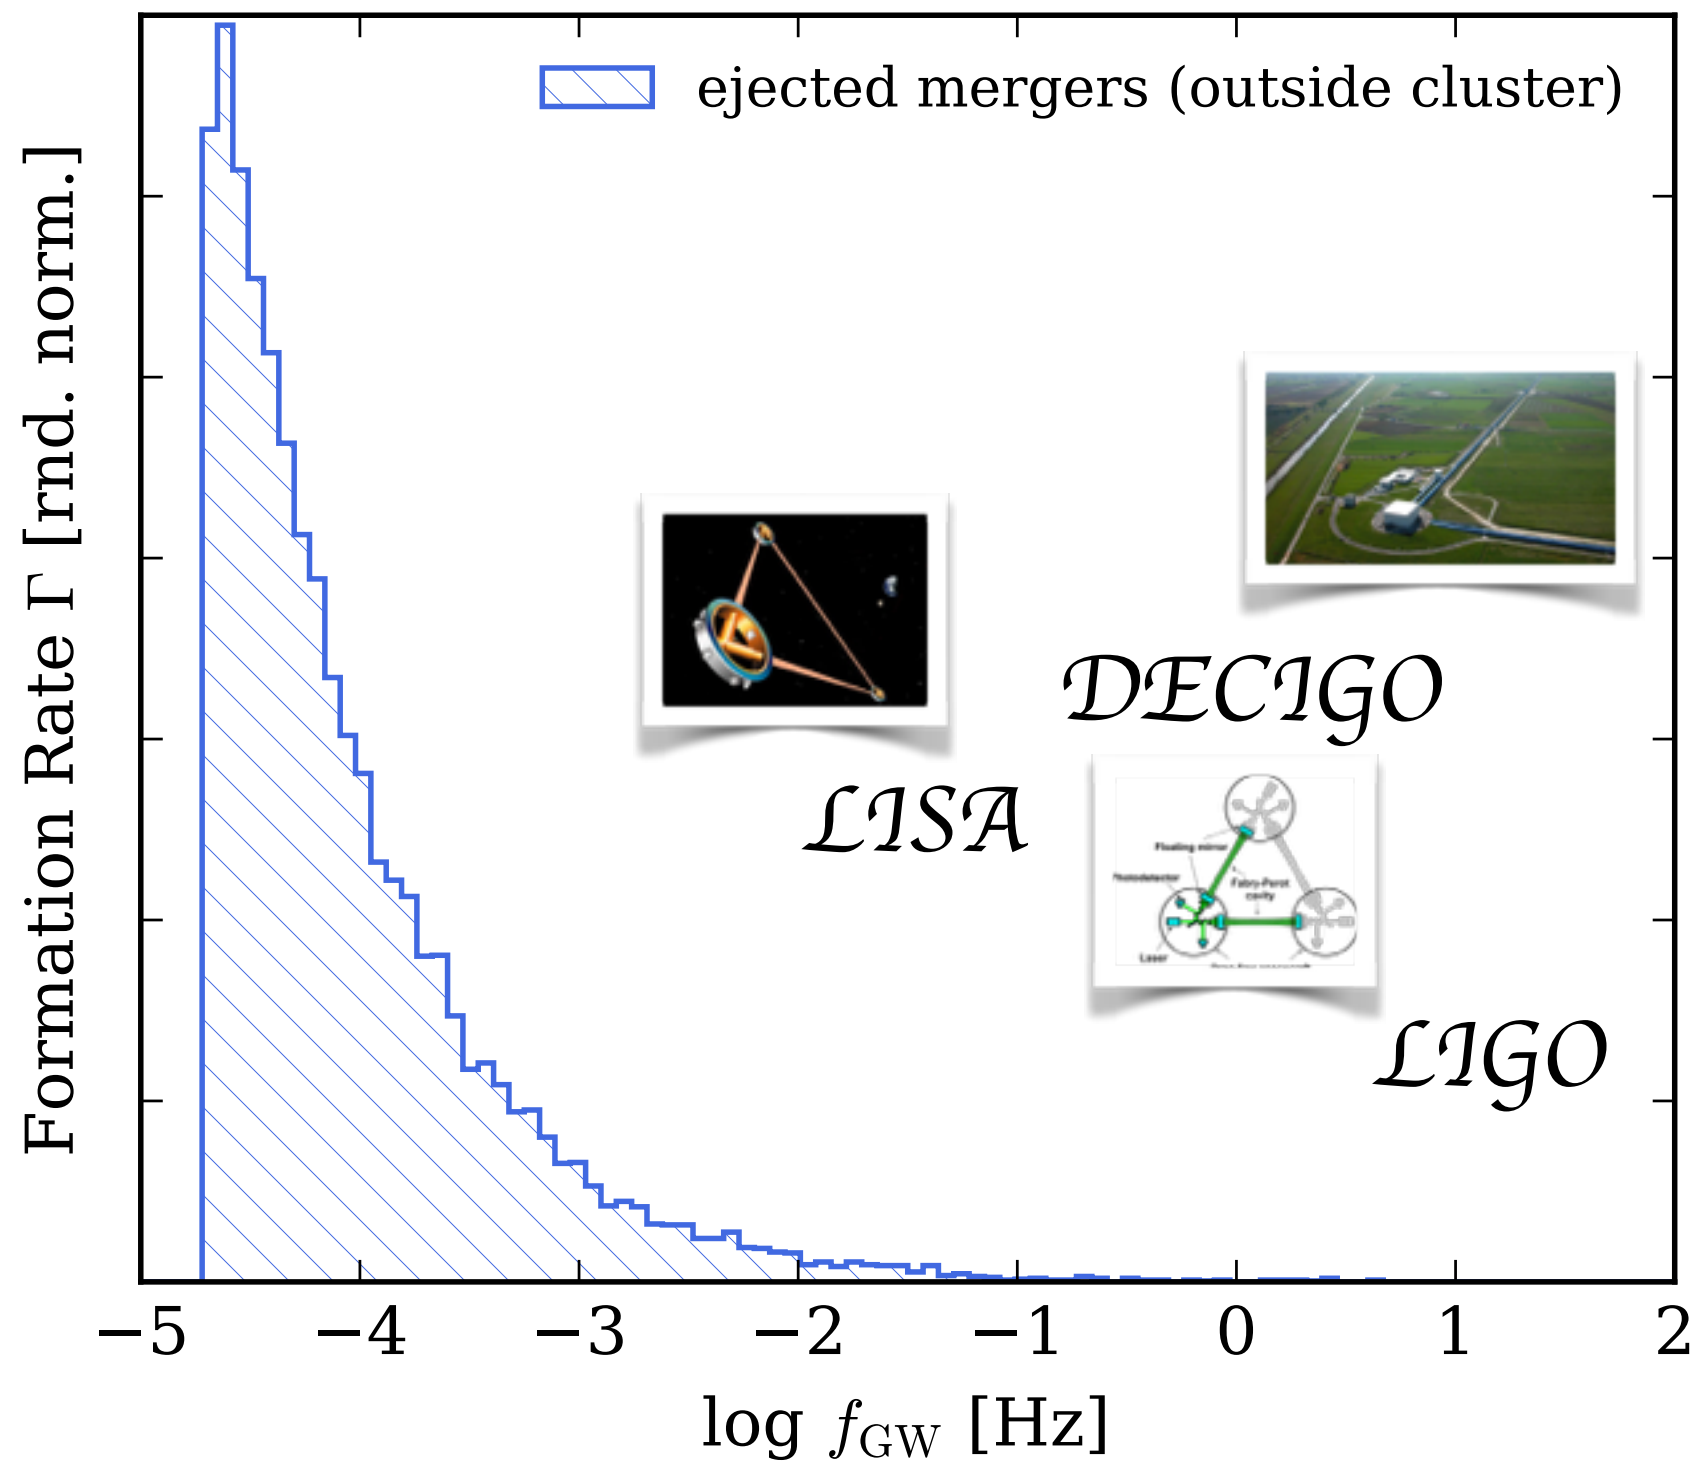 ejected mergers (outside cluster)
Formation Rate Γ [rnd. norm.]
DECIGO
LISA
Floating mirror
Photodetector
Fabry-Perot
cavity
Laser
LIGO
−5 −4 −3 −2 −1 0 1 2
log f_GW [Hz]